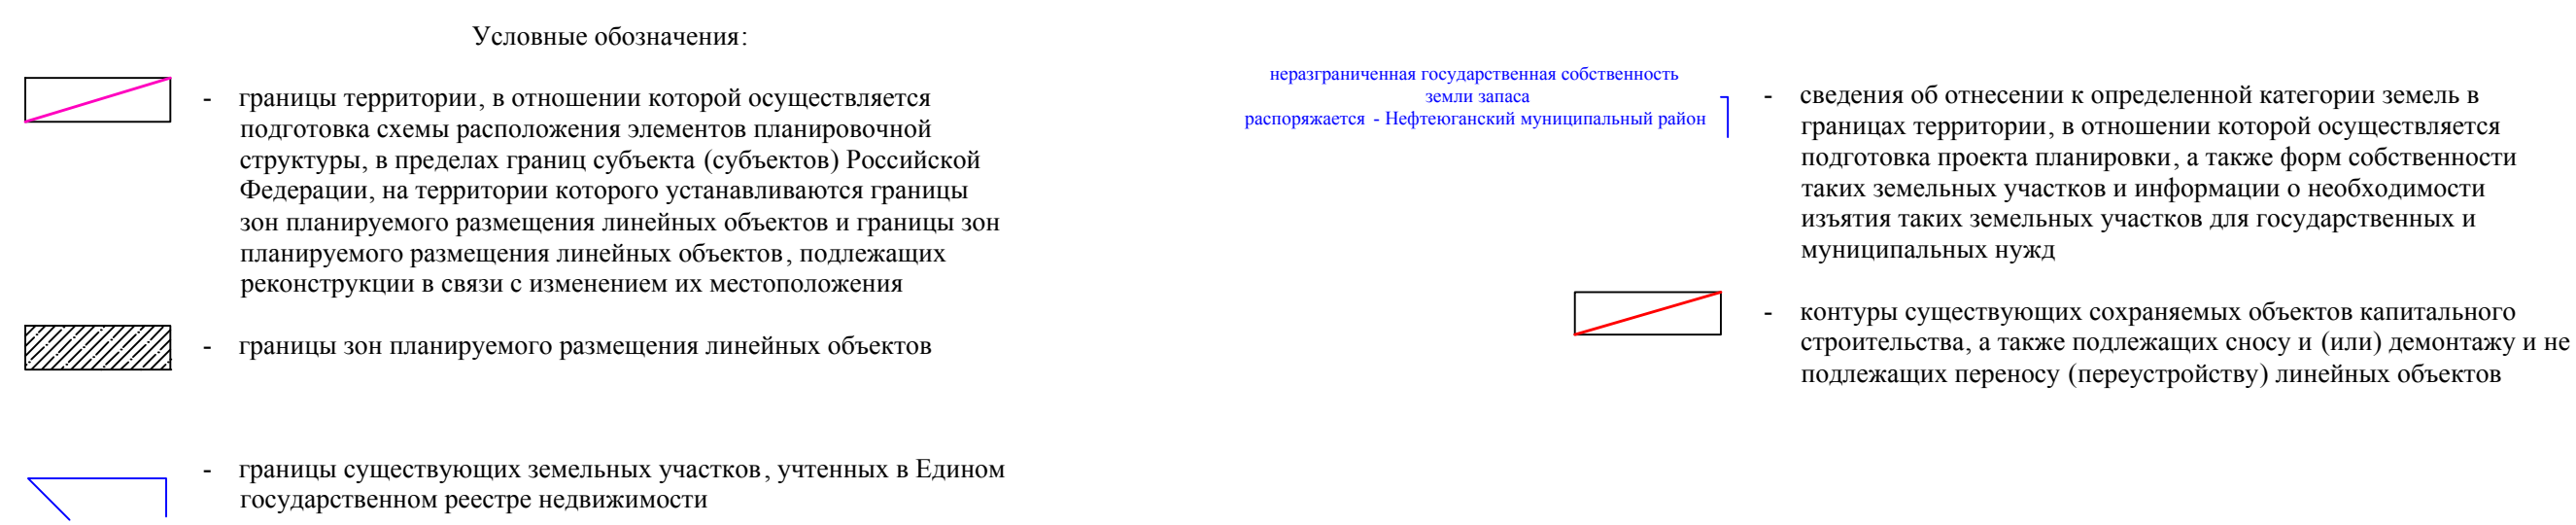 Условные обозначения:
- границы территории, в отношении которой осуществляется
подготовка схемы расположения элементов планировочной
структуры, в пределах границ субъекта (субъектов) Российской
Федерации, на территории которого устанавливаются границы
зон планируемого размещения линейных объектов и границы зон
планируемого размещения линейных объектов, подлежащих
реконструкции в связи с изменением их местоположения
- границы зон планируемого размещения линейных объектов
- границы существующих земельных участков, учтенных в Едином
государственном реестре недвижимости
неразграниченная государственная собственность
земли запаса
распоряжается - Нефтеюганский муниципальный район
- сведения об отнесении к определенной категории земель в
границах территории, в отношении которой осуществляется
подготовка проекта планировки, а также форм собственности
таких земельных участков и информации о необходимости
изъятия таких земельных участков для государственных и
муниципальных нужд
- контуры существующих сохраняемых объектов капитального
строительства, а также подлежащих сносу и (или) демонтажу и не
подлежащих переносу (переустройству) линейных объектов